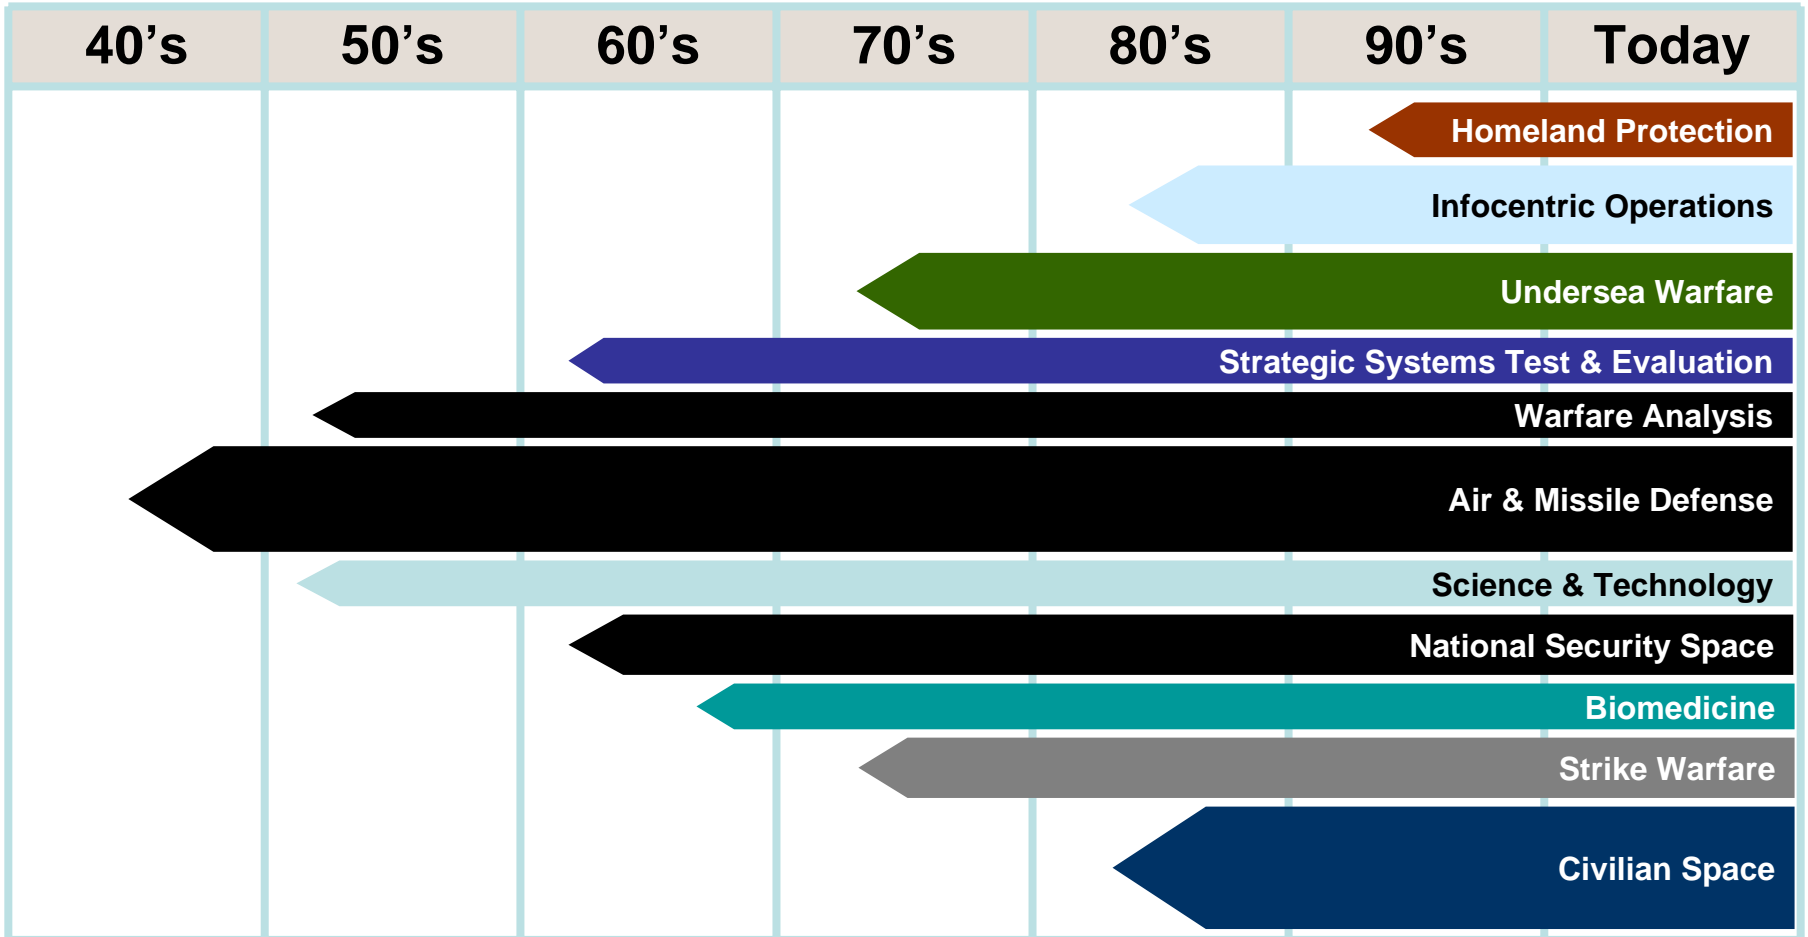 40’s 50’s 60’s 70’s 80’s 90’s Today
Homeland Protection
Infocentric Operations
Undersea Warfare
Strategic Systems Test & Evaluation
Warfare Analysis
Air & Missile Defense
Science & Technology
National Security Space
Biomedicine
Strike Warfare
Civilian Space